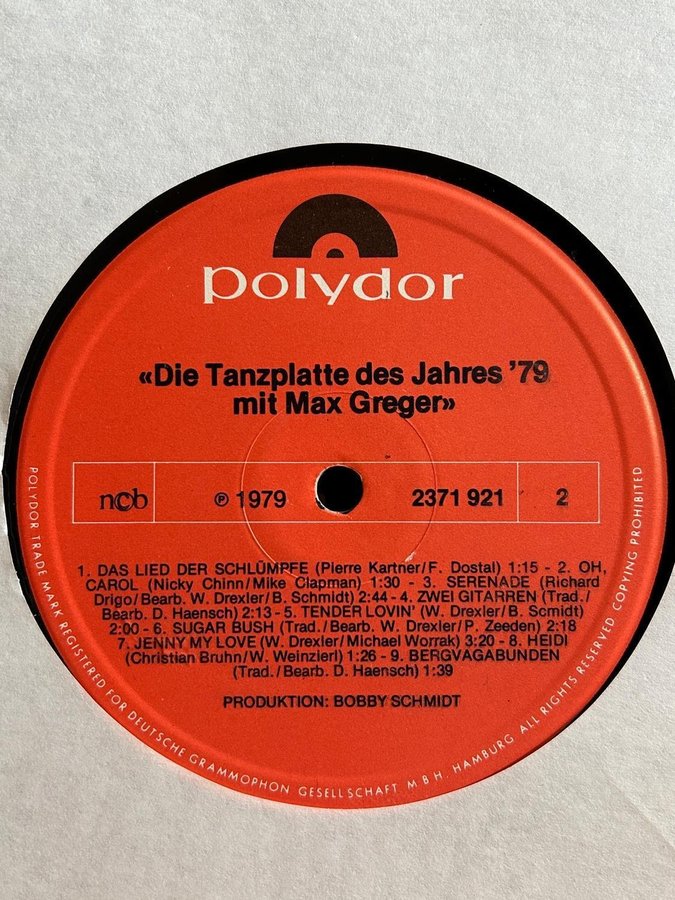 polydor
«Die Tanzplatte des Jahres '79
mit Max Greger»
ncb ℗ 1979 2371 921 2
1. DAS LIED DER SCHLÜMPFE (Pierre Kartner/F. Dostal) 1:15 - 2. OH,
CAROL (Nicky Chinn/Mike Clapman) 1:30 - 3. SERENADE (Richard
Drigo/Bearb. W. Drexler/B. Schmidt) 2:44 - 4. ZWEI GITARREN (Trad./
Bearb. D. Haensch) 2:13 - 5. TENDER LOVIN' (W. Drexler/B. Scmidt)
2:00 - 6. SUGAR BUSH (Trad./Bearb. W. Drexler/P. Zeeden) 2:18
7. JENNY MY LOVE (W. Drexler/Michael Worrak) 3:20 - 8. HEIDI
(Christian Bruhn/W. Weinzierl) 1:26 - 9. BERGVAGABUNDEN
(Trad./Bearb. D. Haensch) 1:39
PRODUKTION: BOBBY SCHMIDT
POLYDOR TRADE MARK REGISTERED FOR DEUTSCHE GRAMMOPHON GESELLSCHAFT MBH. HAMBURG ALL RIGHTS RESERVED COPYING PROHIBITED